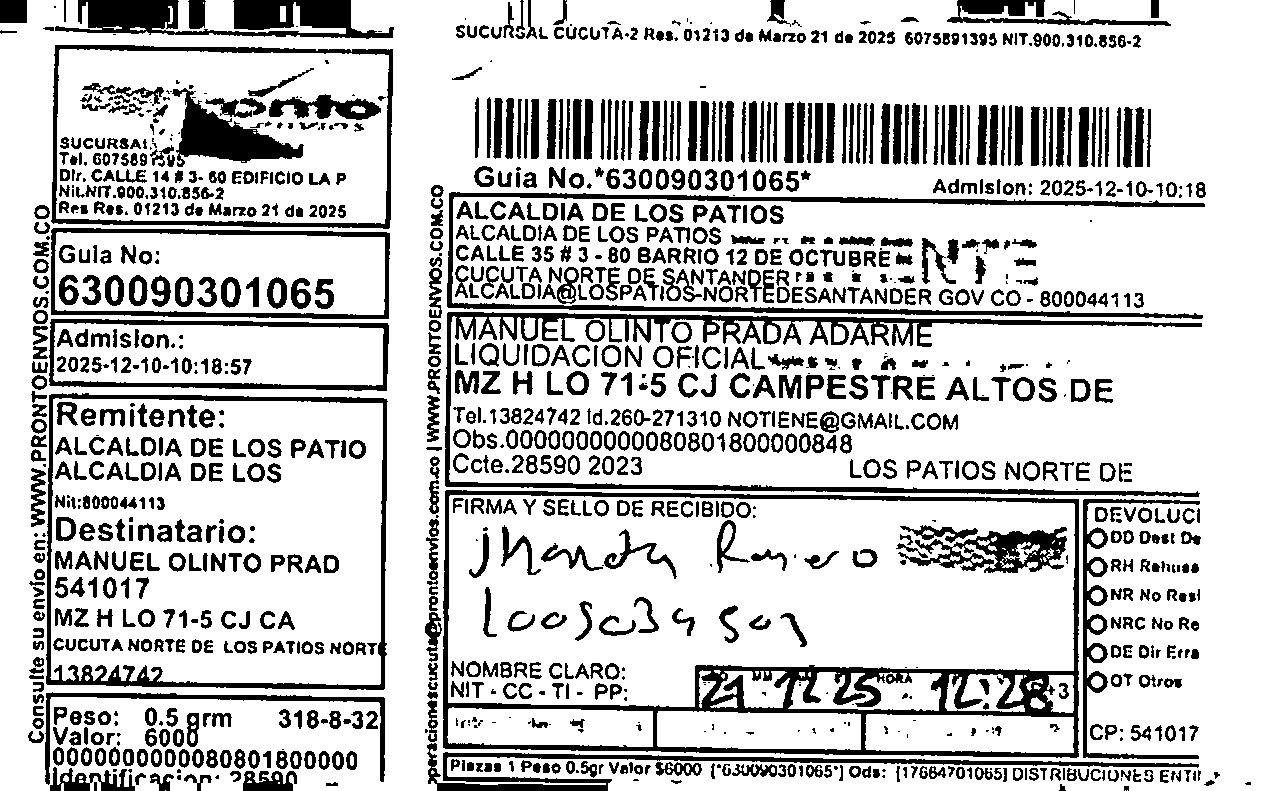 SUCURSAL CUCUTA-2 Res. 01213 de Marzo 21 de 2025 6075891395 NIT.900.310.856-2
onto
envios
SUCURSAL
Tel. 6075891395
Dir. CALLE 14 # 3- 60 EDIFICIO LA P
Nit.NIT.900.310.856-2
Res Res. 01213 de Marzo 21 de 2025
Consulte su envio en: WWW.PRONTOENVIOS.COM.CO
Guia No:
630090301065
Admision.:
2025-12-10-10:18:57
Remitente:
ALCALDIA DE LOS PATIO
ALCALDIA DE LOS
Nit:800044113
Destinatario:
MANUEL OLINTO PRAD
541017
MZ H LO 71-5 CJ CA
CUCUTA NORTE DE LOS PATIOS NORTE
13824742
Peso: 0.5 grm 318-8-32
Valor: 6000
0000000000080801800000
Identificacion: 28590
Guia No.*630090301065*
Admision: 2025-12-10-10:18
operacionescucuta@prontoenvios.com.co | WWW.PRONTOENVIOS.COM.CO
ALCALDIA DE LOS PATIOS
ALCALDIA DE LOS PATIOS
CALLE 35 # 3 - 80 BARRIO 12 DE OCTUBRE
CUCUTA NORTE DE SANTANDER
ALCALDIA@LOSPATIOS-NORTEDESANTANDER GOV CO - 800044113
MANUEL OLINTO PRADA ADARME
LIQUIDACION OFICIAL
MZ H LO 71-5 CJ CAMPESTRE ALTOS DE
Tel.13824742 Id.260-271310 NOTIENE@GMAIL.COM
Obs.0000000000080801800000848
Ccte.28590 2023 LOS PATIOS NORTE DE
FIRMA Y SELLO DE RECIBIDO:
NOMBRE CLARO:
NIT - CC - TI - PP:
MM HORA
21 12 25 12:28
DEVOLUCI
DD Dest De
RH Rehusa
NR No Resi
NRC No Re
DE Dir Erra
OT Otros
CP: 541017
Piezas 1 Peso 0.5gr Valor $6000 [*630090301065*] Ods: [17664701065] DISTRIBUCIONES ENTI